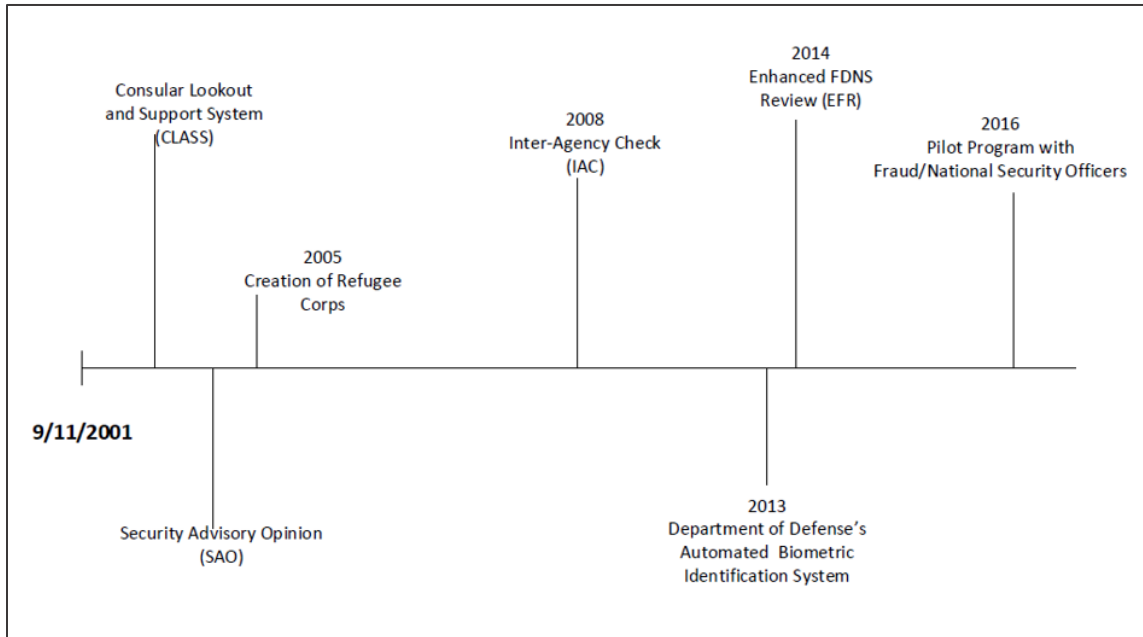 Consular Lookout
and Support System
(CLASS)
2005
Creation of Refugee
Corps
2008
Inter-Agency Check
(IAC)
2014
Enhanced FDNS
Review (EFR)
2016
Pilot Program with
Fraud/National Security Officers
9/11/2001
Security Advisory Opinion
(SAO)
2013
Department of Defense’s
Automated  Biometric
Identification System